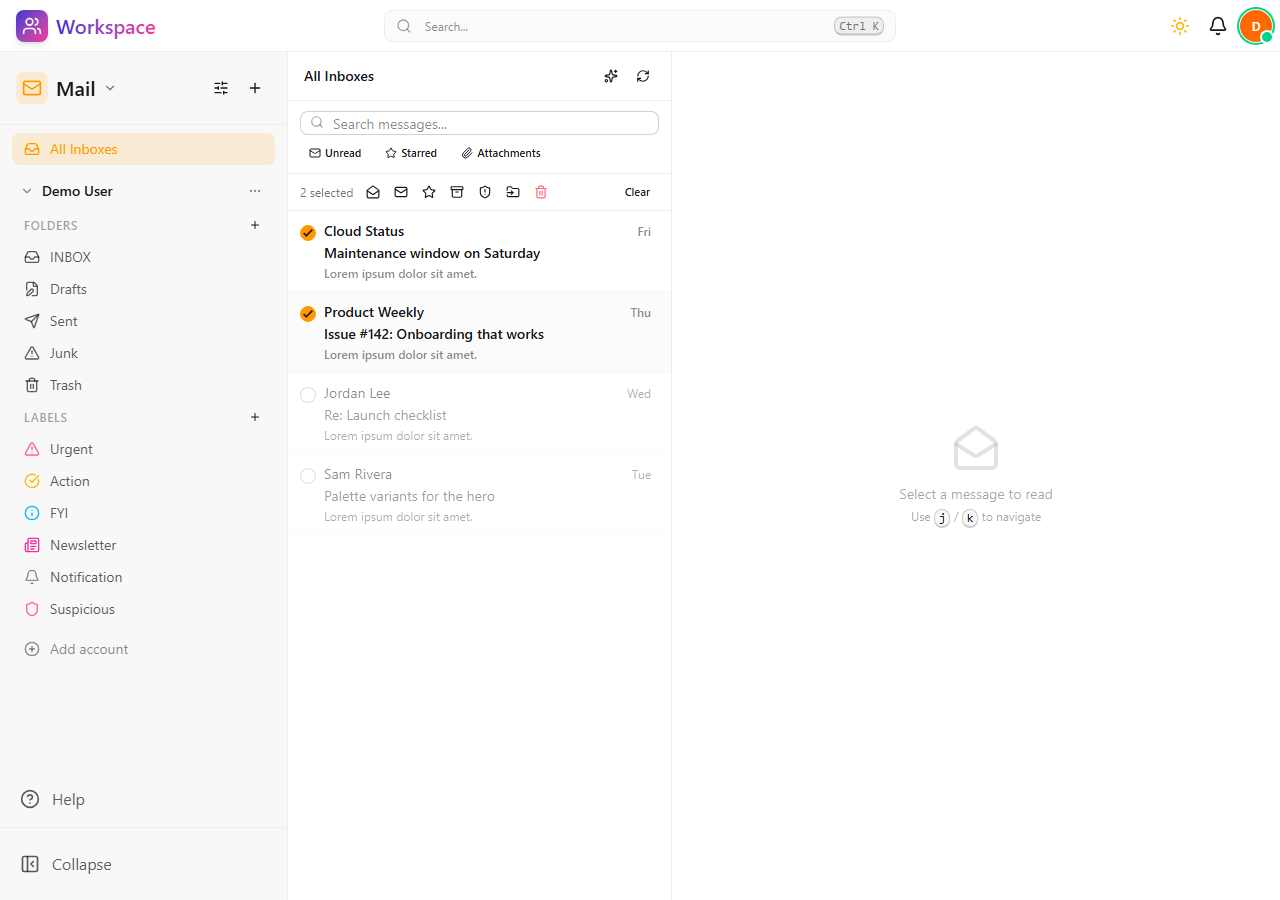 Workspace
Search...
Ctrl K
D
Mail
All Inboxes
Demo User
FOLDERS
INBOX
Drafts
Sent
Junk
Trash
LABELS
Urgent
Action
FYI
Newsletter
Notification
Suspicious
Add account
Help
Collapse
All Inboxes
Search messages...
Unread Starred Attachments
2 selected Clear
Cloud Status Fri
Maintenance window on Saturday
Lorem ipsum dolor sit amet.
Product Weekly Thu
Issue #142: Onboarding that works
Lorem ipsum dolor sit amet.
Jordan Lee Wed
Re: Launch checklist
Lorem ipsum dolor sit amet.
Sam Rivera Tue
Palette variants for the hero
Lorem ipsum dolor sit amet.
Select a message to read
Use j / k to navigate